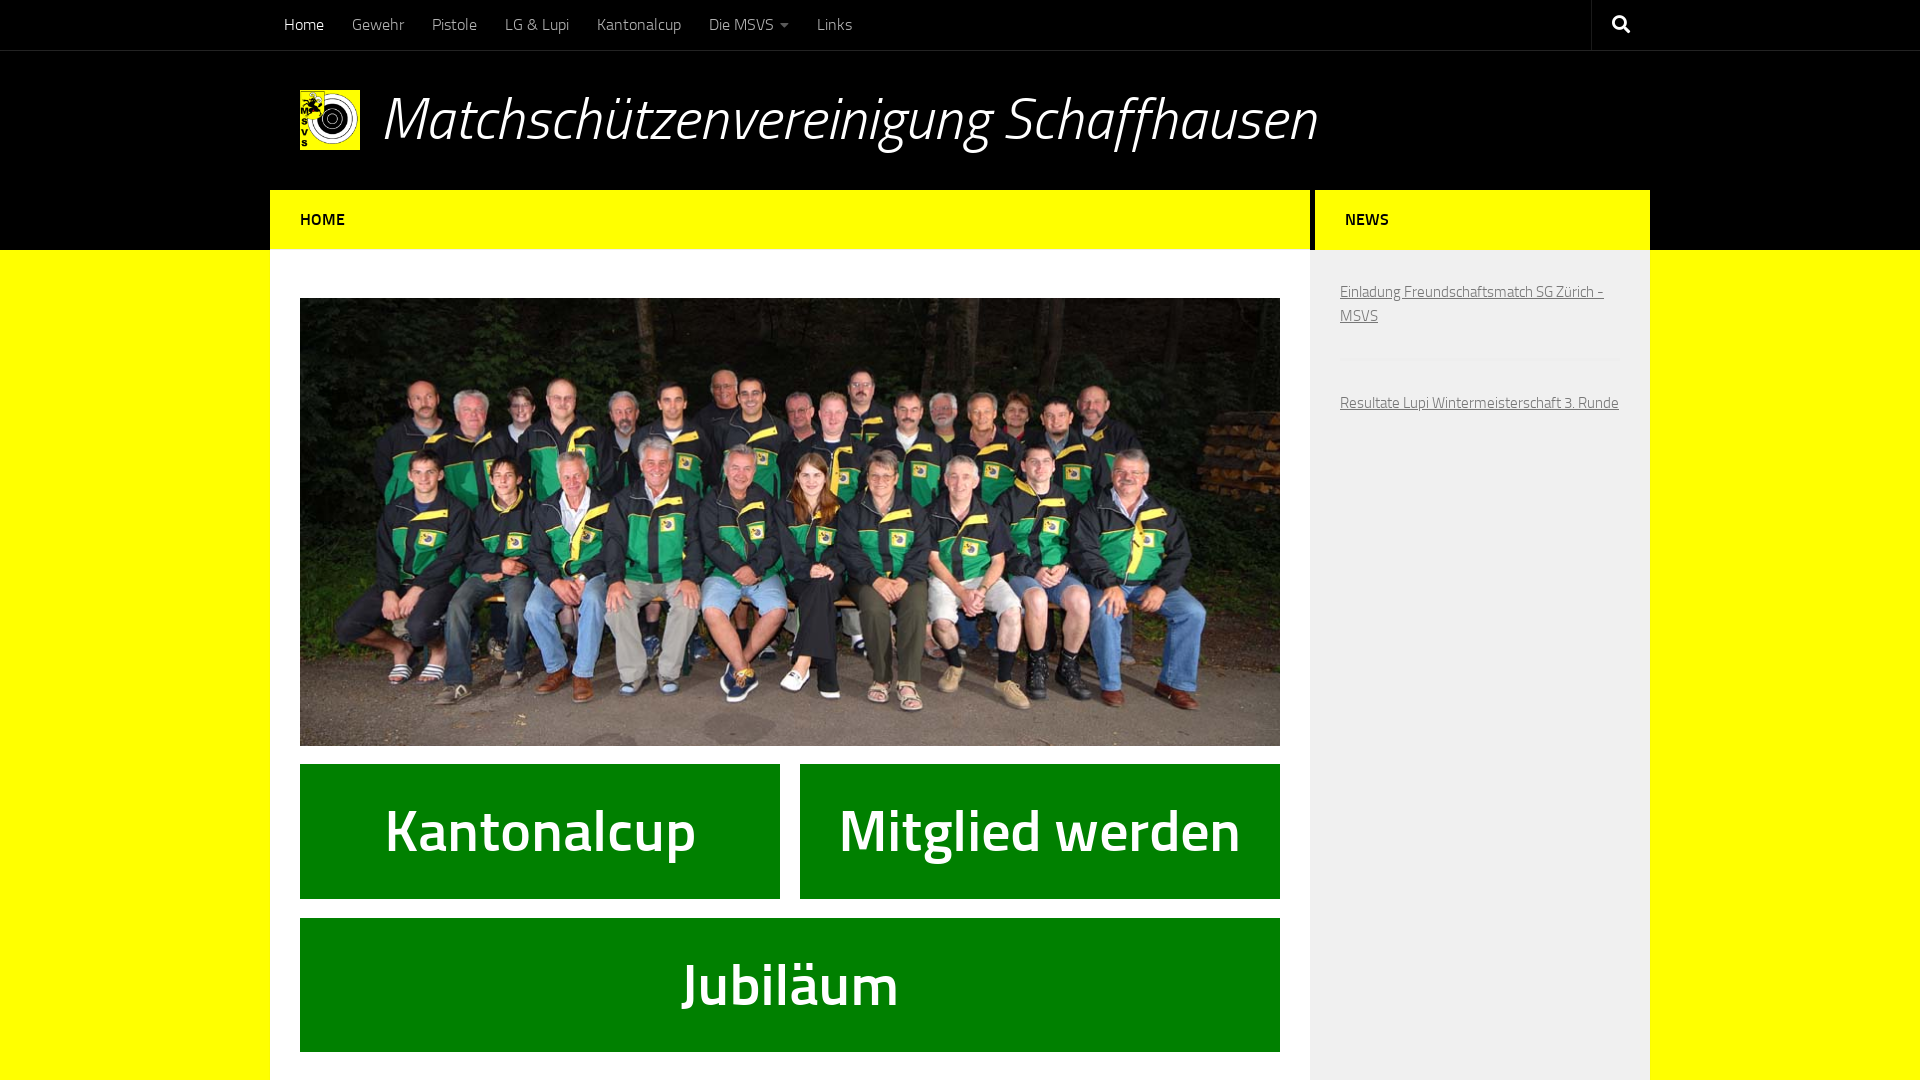 Home
Gewehr
Pistole
LG & Lupi
Kantonalcup
Die MSVS
Links
M
S
V
S
Matchschützenvereinigung Schaffhausen
HOME
NEWS
Einladung Freundschaftsmatch SG Zürich -
MSVS
Resultate Lupi Wintermeisterschaft 3. Runde
Kantonalcup
Mitglied werden
Jubiläum